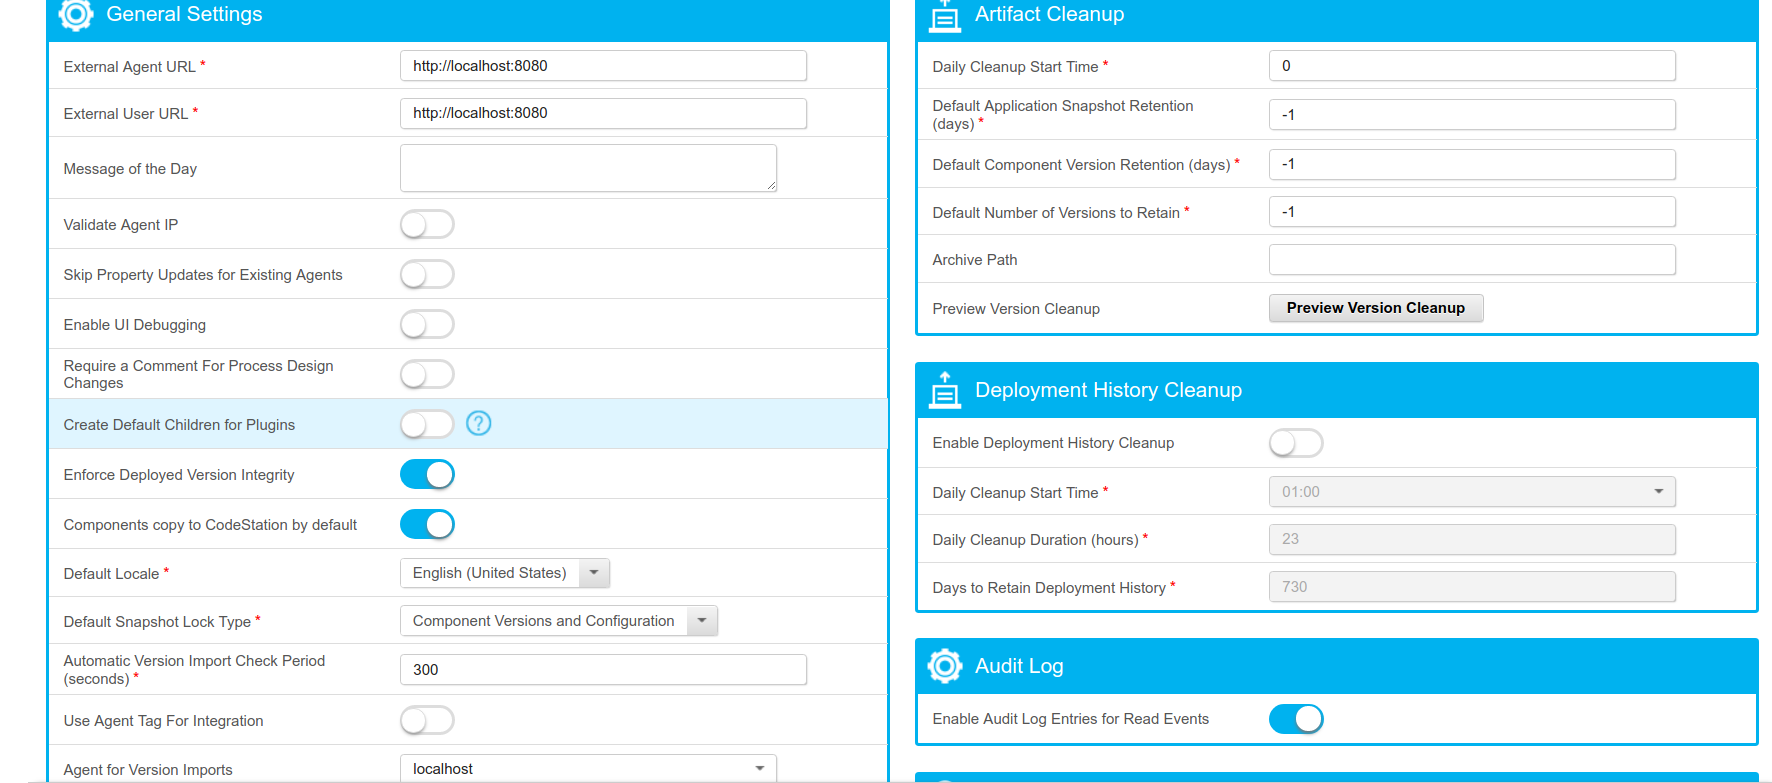 General Settings
External Agent URL *
http://localhost:8080
External User URL *
http://localhost:8080
Message of the Day
Validate Agent IP
Skip Property Updates for Existing Agents
Enable UI Debugging
Require a Comment For Process Design
Changes
Create Default Children for Plugins
?
Enforce Deployed Version Integrity
Components copy to CodeStation by default
Default Locale *
English (United States)
Default Snapshot Lock Type *
Component Versions and Configuration
Automatic Version Import Check Period
(seconds) *
300
Use Agent Tag For Integration
Agent for Version Imports
localhost
Artifact Cleanup
Daily Cleanup Start Time *
0
Default Application Snapshot Retention
(days) *
-1
Default Component Version Retention (days) *
-1
Default Number of Versions to Retain *
-1
Archive Path
Preview Version Cleanup
Preview Version Cleanup
Deployment History Cleanup
Enable Deployment History Cleanup
Daily Cleanup Start Time *
01:00
Daily Cleanup Duration (hours) *
23
Days to Retain Deployment History *
730
Audit Log
Enable Audit Log Entries for Read Events